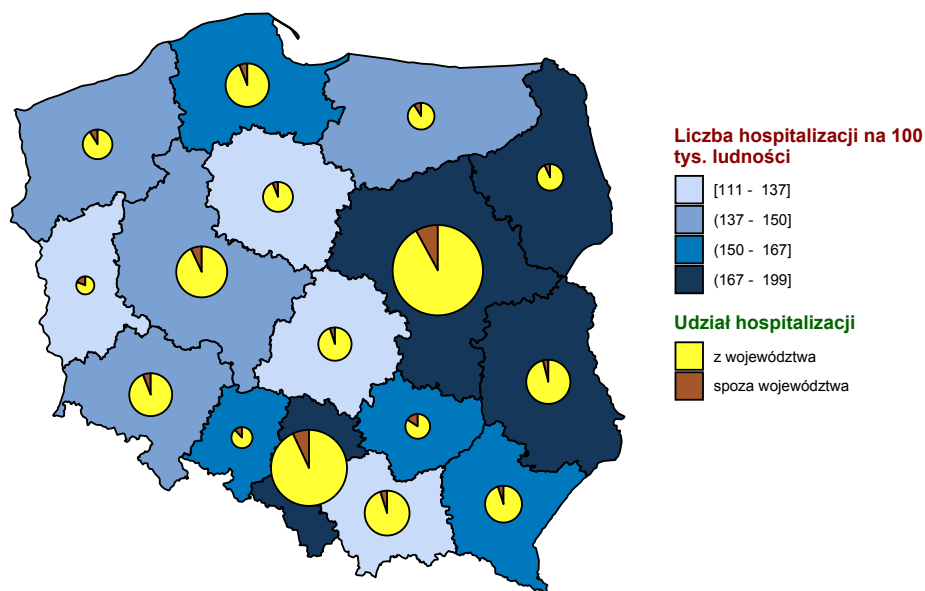 Liczba hospitalizacji na 100
tys. ludności
[111 - 137]
(137 - 150]
(150 - 167]
(167 - 199]
Udział hospitalizacji
z województwa
spoza województwa